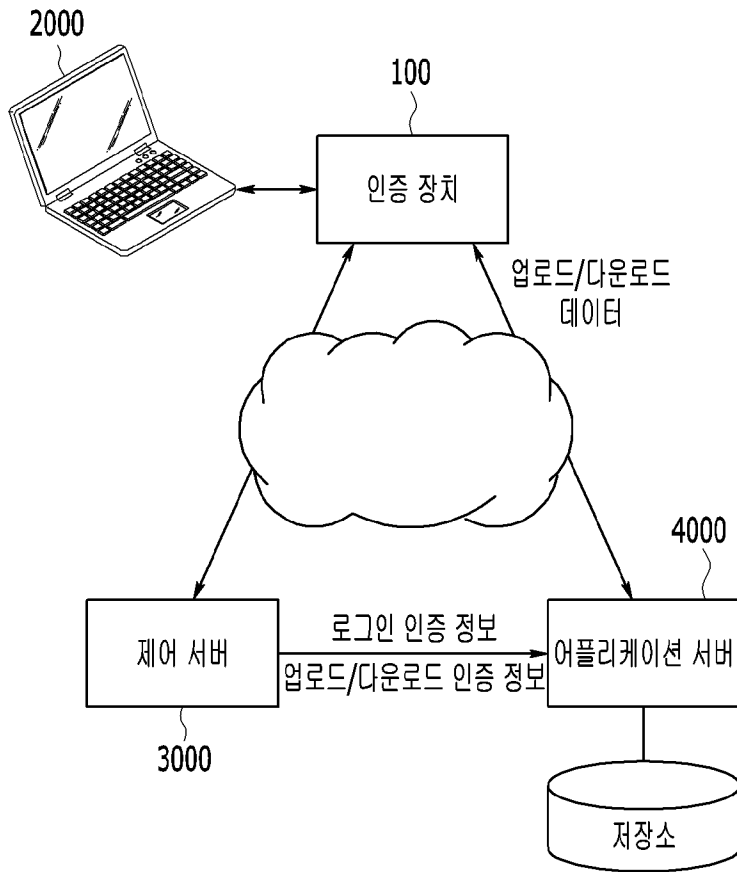 2000
100
인증 장치
업로드/다운로드
데이터
4000
제어 서버
로그인 인증 정보
업로드/다운로드 인증 정보
어플리케이션 서버
3000
저장소